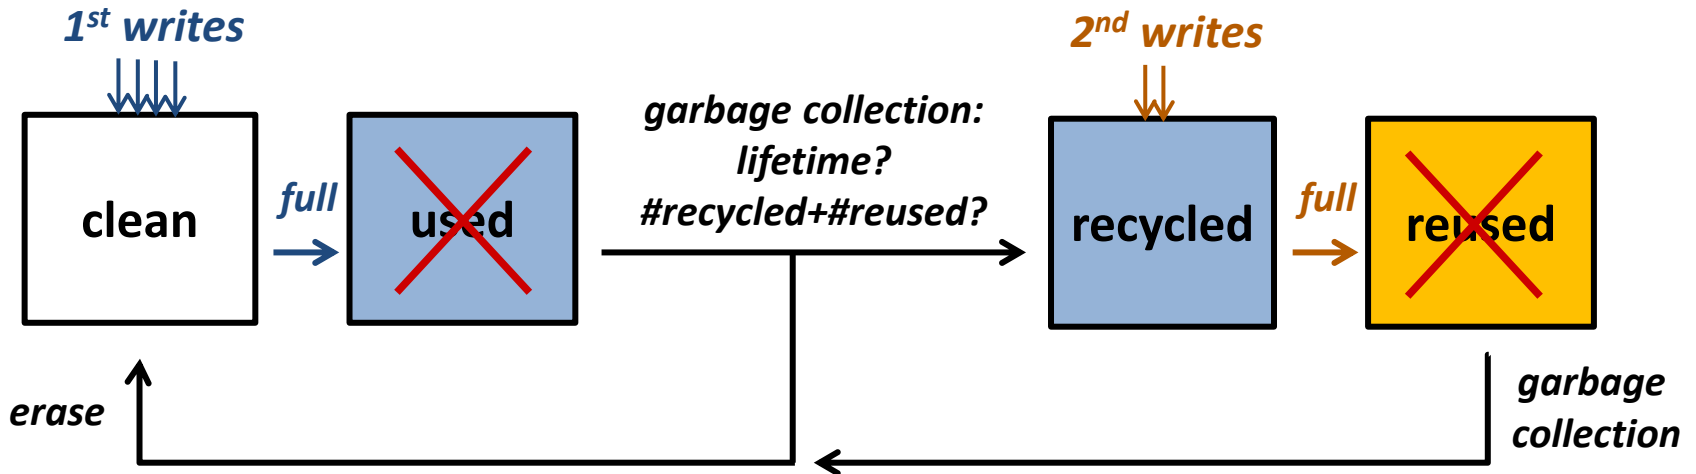 1st writes
2nd writes
garbage collection:
lifetime?
#recycled+#reused?
clean
full
used
recycled
full
reused
erase
garbage
collection